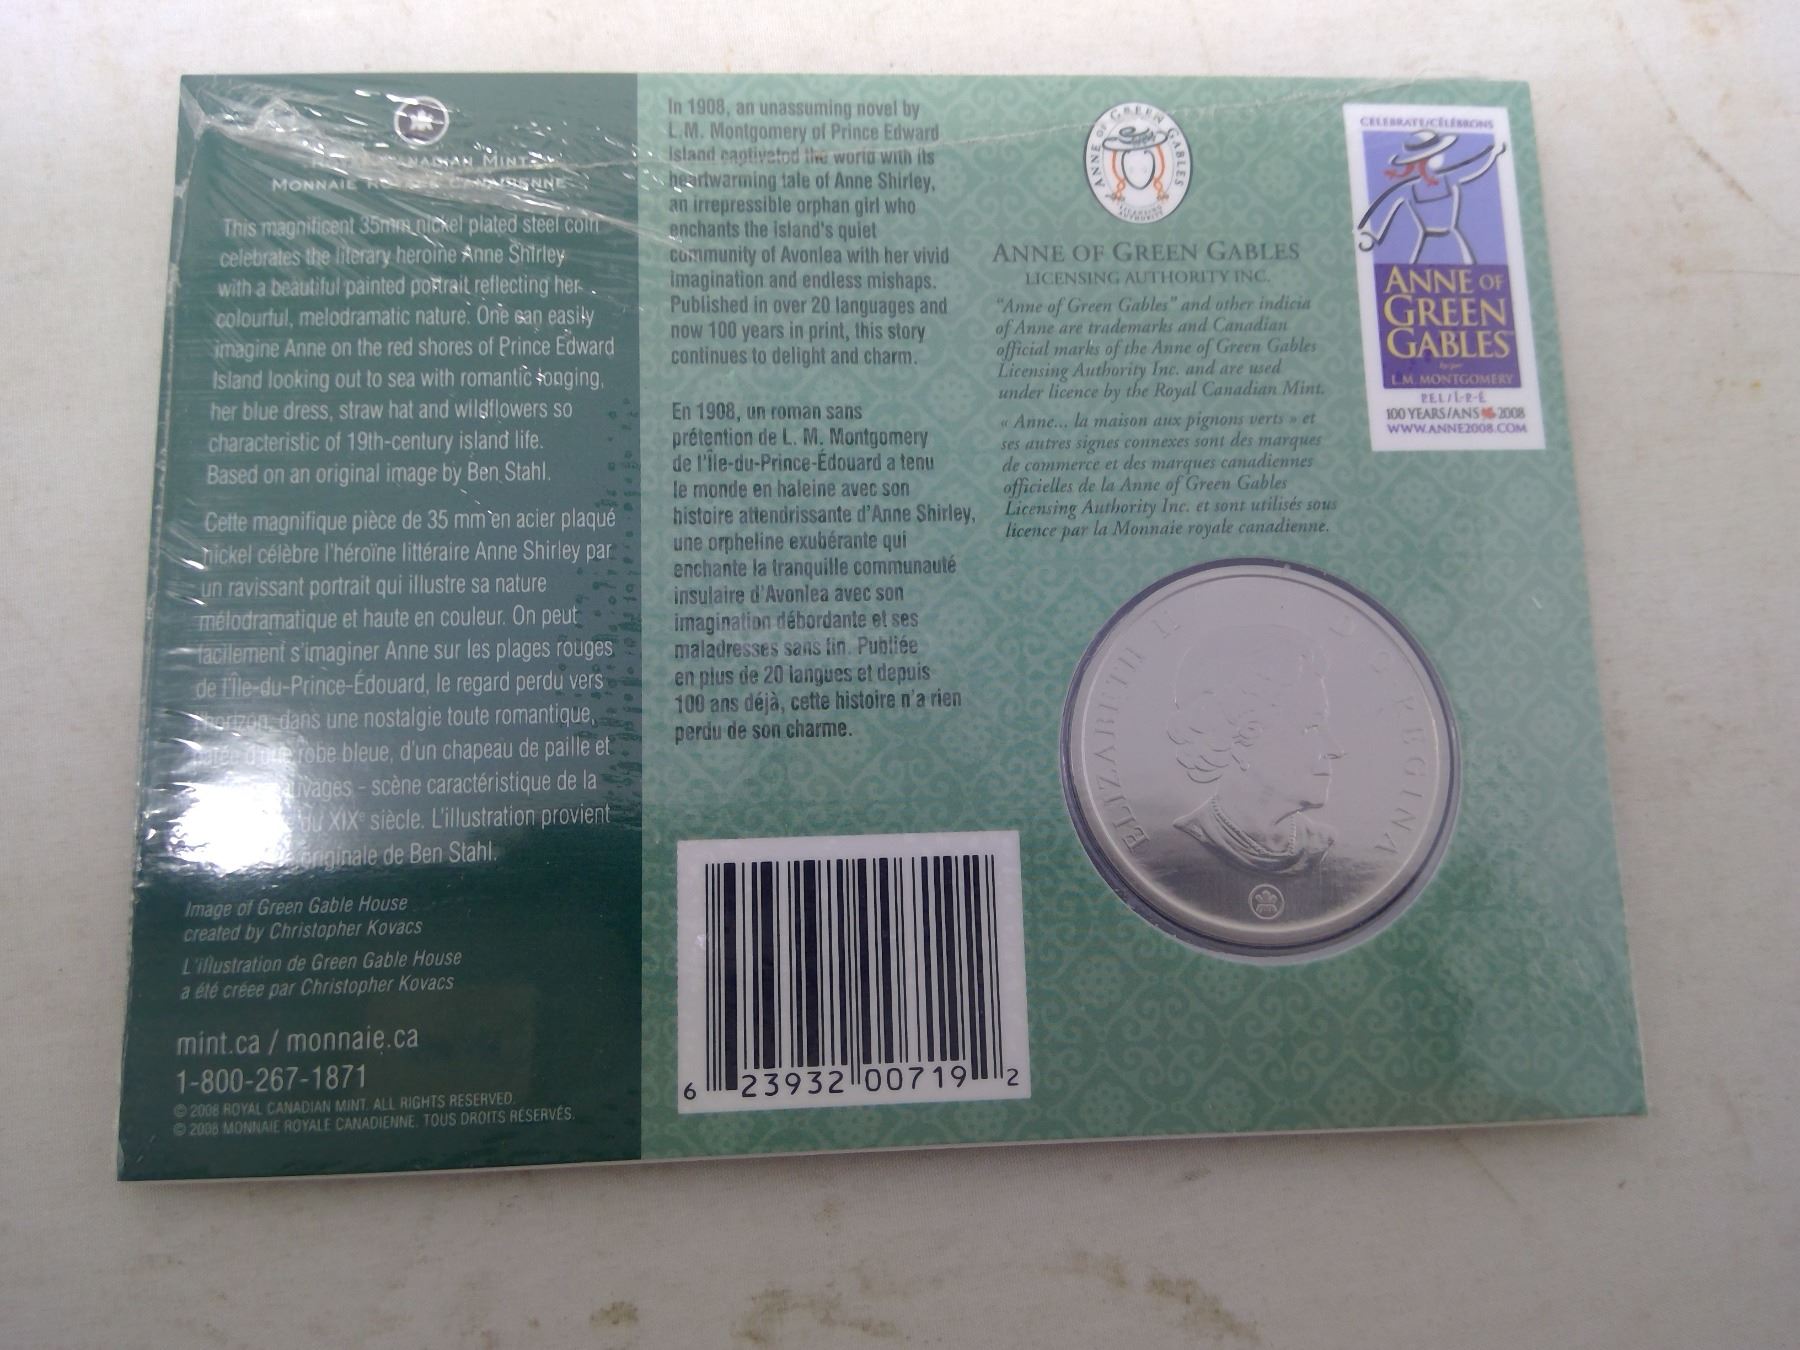 ROYAL CANADIAN MINT
MONNAIE ROYALE CANADIENNE
This magnificent 35mm nickel plated steel coin
celebrates the literary heroine Anne Shirley
with a beautiful painted portrait reflecting her
colourful, melodramatic nature. One can easily
imagine Anne on the red shores of Prince Edward
Island looking out to sea with romantic longing,
her blue dress, straw hat and wildflowers so
characteristic of 19th-century island life.
Based on an original image by Ben Stahl.
Cette magnifique pièce de 35 mm en acier plaqué
nickel célèbre l'héroïne littéraire Anne Shirley par
un ravissant portrait qui illustre sa nature
mélodramatique et haute en couleur. On peut
facilement s'imaginer Anne sur les plages rouges
de l'Île-du-Prince-Édouard, le regard perdu vers
l'horizon, dans une nostalgie toute romantique,
robe bleue, d'un chapeau de paille et
- scène caractéristique de la
du XIXe siècle. L'illustration provient
originale de Ben Stahl.
Image of Green Gable House
created by Christopher Kovacs
L'illustration de Green Gable House
a été créee par Christopher Kovacs
mint.ca / monnaie.ca
1-800-267-1871
© 2008 ROYAL CANADIAN MINT. ALL RIGHTS RESERVED.
© 2008 MONNAIE ROYALE CANADIENNE. TOUS DROITS RÉSERVÉS.
In 1908, an unassuming novel by
L.M. Montgomery of Prince Edward
Island captivated the world with its
heartwarming tale of Anne Shirley,
an irrepressible orphan girl who
enchants the island's quiet
community of Avonlea with her vivid
imagination and endless mishaps.
Published in over 20 languages and
now 100 years in print, this story
continues to delight and charm.
En 1908, un roman sans
prétention de L. M. Montgomery
de l'Île-du-Prince-Édouard a tenu
le monde en haleine avec son
histoire attendrissante d'Anne Shirley,
une orpheline exubérante qui
enchante la tranquille communauté
insulaire d'Avonlea avec son
imagination débordante et ses
maladresses sans fin. Publiée
en plus de 20 langues et depuis
100 ans déjà, cette histoire n'a rien
perdu de son charme.
6 23932 00719 2
ANNE OF GREEN GABLES
LICENSING AUTHORITY
ANNE OF GREEN GABLES
LICENSING AUTHORITY INC.
"Anne of Green Gables" and other indicia
of Anne are trademarks and Canadian
official marks of the Anne of Green Gables
Licensing Authority Inc. and are used
under licence by the Royal Canadian Mint.
« Anne... la maison aux pignons verts » et
ses autres signes connexes sont des marques
de commerce et des marques canadiennes
officielles de la Anne of Green Gables
Licensing Authority Inc. et sont utilisés sous
licence par la Monnaie royale canadienne.
CELEBRATE/CÉLÉBRONS
ANNE OF
GREEN
GABLES™
by/par
L.M. MONTGOMERY
P.E.I./Î.-P.-É
100 YEARS/ANS 2008
WWW.ANNE2008.COM
ELIZABETH II D G REGINA